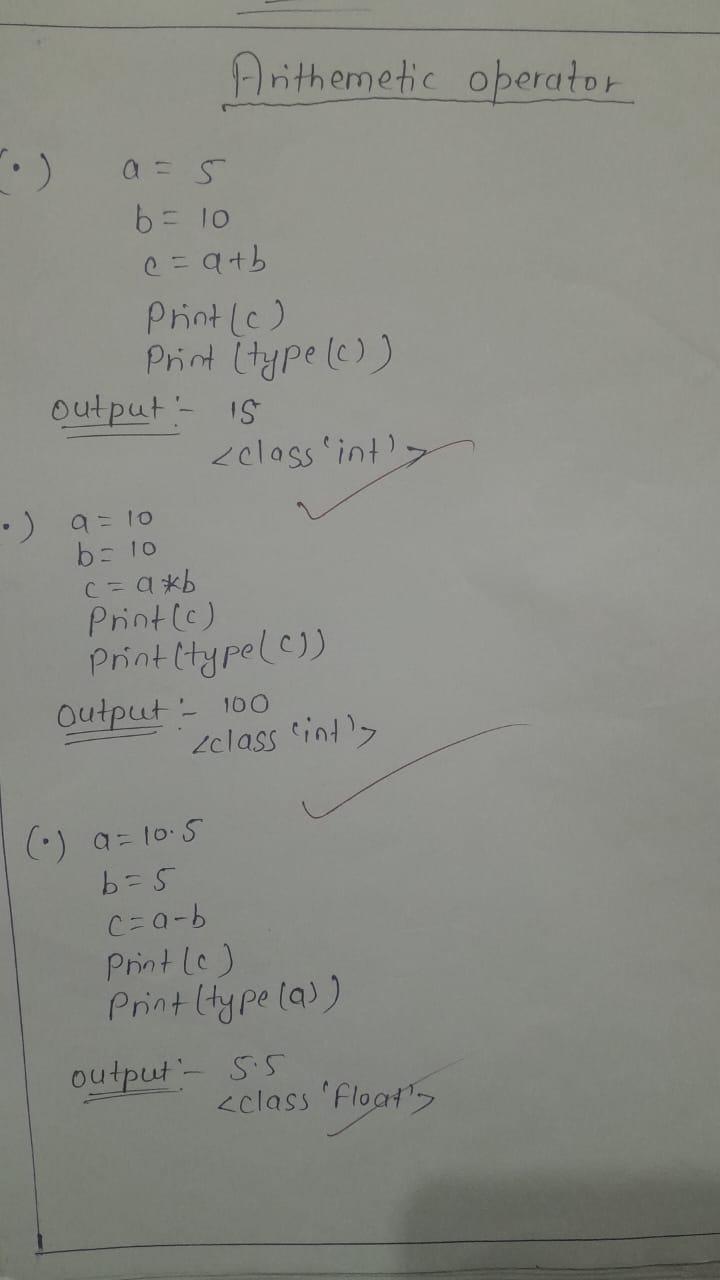 Arithemetic operator
(•) a = 5
b = 10
c = a+b
Print(c)
Print (type(c))
output :- 15
<class 'int'>
•) a = 10
b = 10
c = a*b
Print(c)
Print(type(c))
output :- 100
<class 'int'>
(•) a = 10.5
b = 5
c = a-b
Print(c)
Print(type(a))
output :- 5.5
<class 'Float'>